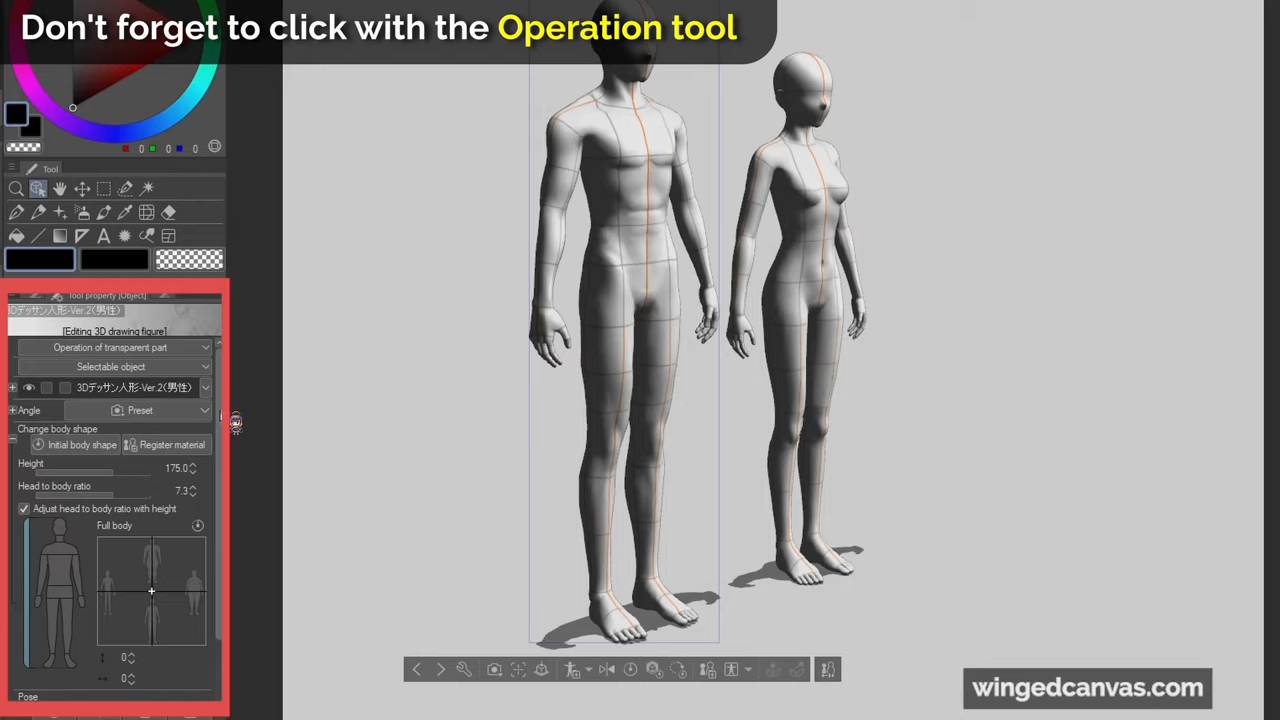 Don't forget to click with the Operation tool
0 0 0
Tool
Tool property [Object]
3Dデッサン人形-Ver.2(男性)
[Editing 3D drawing figure]
Operation of transparent part
Selectable object
3Dデッサン人形-Ver.2(男性)
Angle Preset
Change body shape
Initial body shape Register material
Height 175.0
Head to body ratio 7.3
Adjust head to body ratio with height
Full body
0
0
Pose
wingedcanvas.com